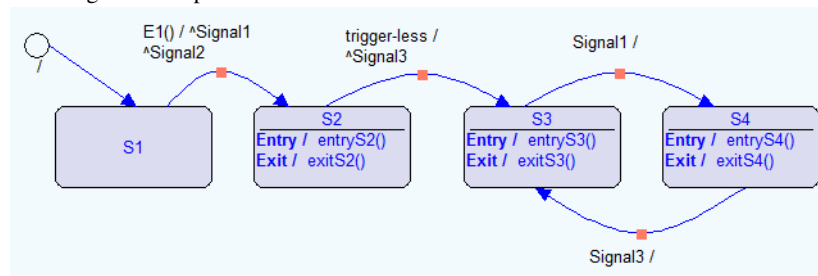 E1() / ^Signal1
^Signal2
trigger-less /
^Signal3
Signal1 /
/
S1
S2
Entry / entryS2()
Exit / exitS2()
S3
Entry / entryS3()
Exit / exitS3()
S4
Entry / entryS4()
Exit / exitS4()
Signal3 /